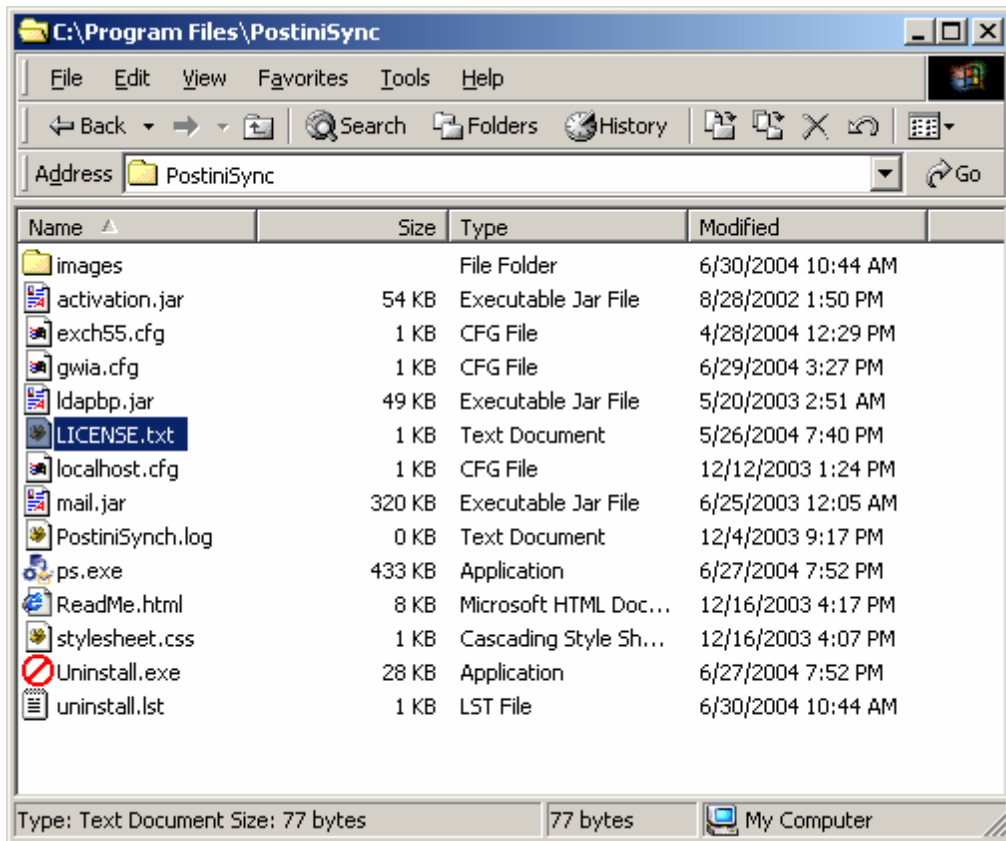 C:\Program Files\PostiniSync
File Edit View Favorites Tools Help
Back Search Folders History
Address PostiniSync Go
Name Size Type Modified
images File Folder 6/30/2004 10:44 AM
activation.jar 54 KB Executable Jar File 8/28/2002 1:50 PM
exch55.cfg 1 KB CFG File 4/28/2004 12:29 PM
gwia.cfg 1 KB CFG File 6/29/2004 3:27 PM
ldapbp.jar 49 KB Executable Jar File 5/20/2003 2:51 AM
LICENSE.txt 1 KB Text Document 5/26/2004 7:40 PM
localhost.cfg 1 KB CFG File 12/12/2003 1:24 PM
mail.jar 320 KB Executable Jar File 6/25/2003 12:05 AM
PostiniSynch.log 0 KB Text Document 12/4/2003 9:17 PM
ps.exe 433 KB Application 6/27/2004 7:52 PM
ReadMe.html 8 KB Microsoft HTML Doc... 12/16/2003 4:17 PM
stylesheet.css 1 KB Cascading Style Sh... 12/16/2003 4:07 PM
Uninstall.exe 28 KB Application 6/27/2004 7:52 PM
uninstall.lst 1 KB LST File 6/30/2004 10:44 AM
Type: Text Document Size: 77 bytes 77 bytes My Computer